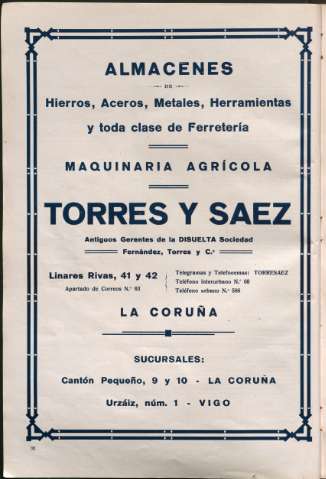 ALMACENES
DE
Hierros, Aceros, Metales, Herramientas
y toda clase de Ferretería
MAQUINARIA AGRÍCOLA
TORRES Y SAEZ
Antiguos Gerentes de la DISUELTA Sociedad
Fernández, Torres y C.ª
Linares Rivas, 41 y 42
Apartado de Correos N.º 93
Telegramas y Telefonemas: TORRESAEZ
Teléfono interurbano N.º 60
Teléfono urbano N.º 586
LA CORUÑA
SUCURSALES:
Cantón Pequeño, 9 y 10 - LA CORUÑA
Urzáiz, núm. 1 - VIGO